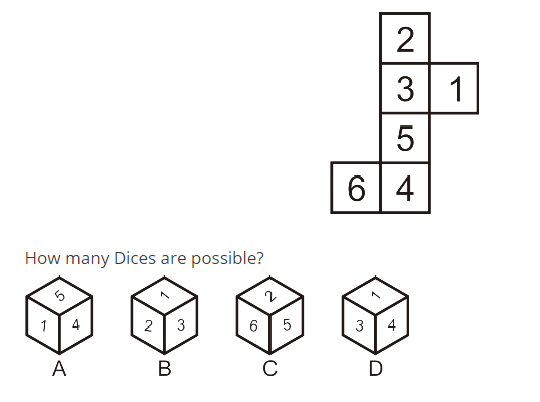 2
3 1
5
6 4
How many Dices are possible?
5 1 2 1
1 4 2 3 6 5 3 4
A B C D